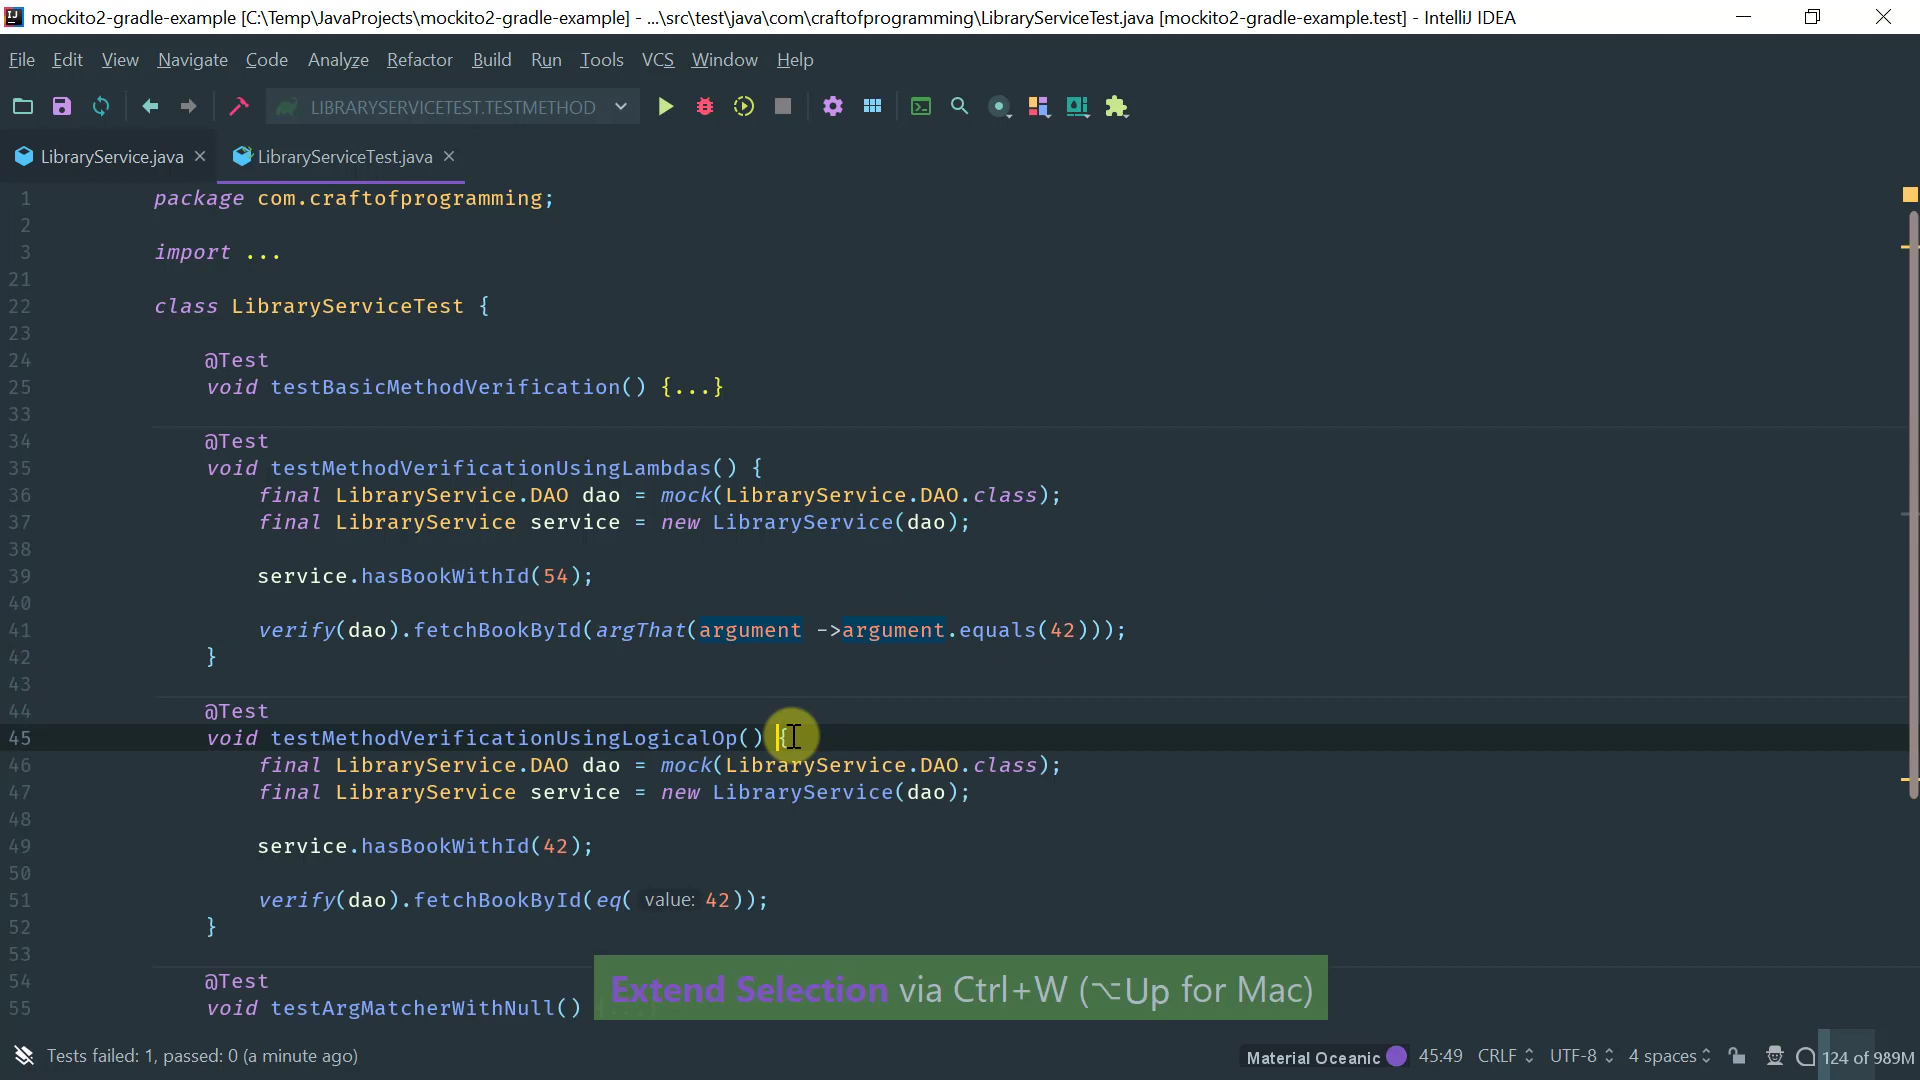 mockito2-gradle-example [C:\Temp\JavaProjects\mockito2-gradle-example] - ...\src\test\java\com\craftofprogramming\LibraryServiceTest.java [mockito2-gradle-example.test] - IntelliJ IDEA
File Edit View Navigate Code Analyze Refactor Build Run Tools VCS Window Help
LIBRARYSERVICETEST.TESTMETHOD
LibraryService.java LibraryServiceTest.java
1 package com.craftofprogramming;
2
3 import ...
21
22 class LibraryServiceTest {
23
24 @Test
25 void testBasicMethodVerification() {...}
33
34 @Test
35 void testMethodVerificationUsingLambdas() {
36 final LibraryService.DAO dao = mock(LibraryService.DAO.class);
37 final LibraryService service = new LibraryService(dao);
38
39 service.hasBookWithId(54);
40
41 verify(dao).fetchBookById(argThat(argument ->argument.equals(42)));
42 }
43
44 @Test
45 void testMethodVerificationUsingLogicalOp() {
46 final LibraryService.DAO dao = mock(LibraryService.DAO.class);
47 final LibraryService service = new LibraryService(dao);
48
49 service.hasBookWithId(42);
50
51 verify(dao).fetchBookById(eq( value: 42));
52 }
53
54 @Test
55 void testArgMatcherWithNull()
Extend Selection via Ctrl+W (⌥Up for Mac)
Tests failed: 1, passed: 0 (a minute ago) Material Oceanic 45:49 CRLF UTF-8 4 spaces 124 of 989M